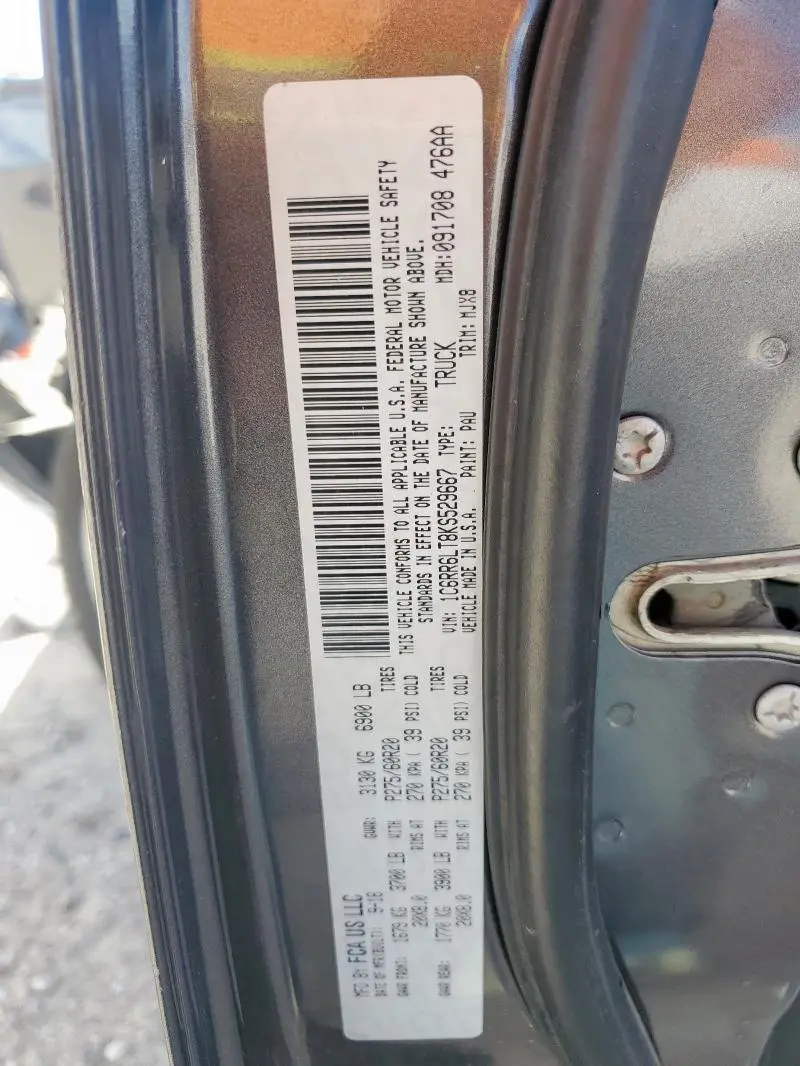 MFD BY FCA US LLC
DATE OF MFR(BUILT): 9-18 GVWR: 3130 KG 6900 LB
GAWR FRONT: 1679 KG 3700 LB WITH P275/60R20 TIRES
20X8.0 RIMS AT 270 KPA ( 39 PSI) COLD
GAWR REAR: 1770 KG 3900 LB WITH P275/60R20 TIRES
20X8.0 RIMS AT 270 KPA ( 39 PSI) COLD
THIS VEHICLE CONFORMS TO ALL APPLICABLE U.S.A. FEDERAL MOTOR VEHICLE SAFETY
STANDARDS IN EFFECT ON THE DATE OF MANUFACTURE SHOWN ABOVE.
VIN: 1C6RR6LT8KS529667 TYPE: TRUCK MDH:091708 476AA
VEHICLE MADE IN U.S.A. PAINT: PAU TRIM: MJX8